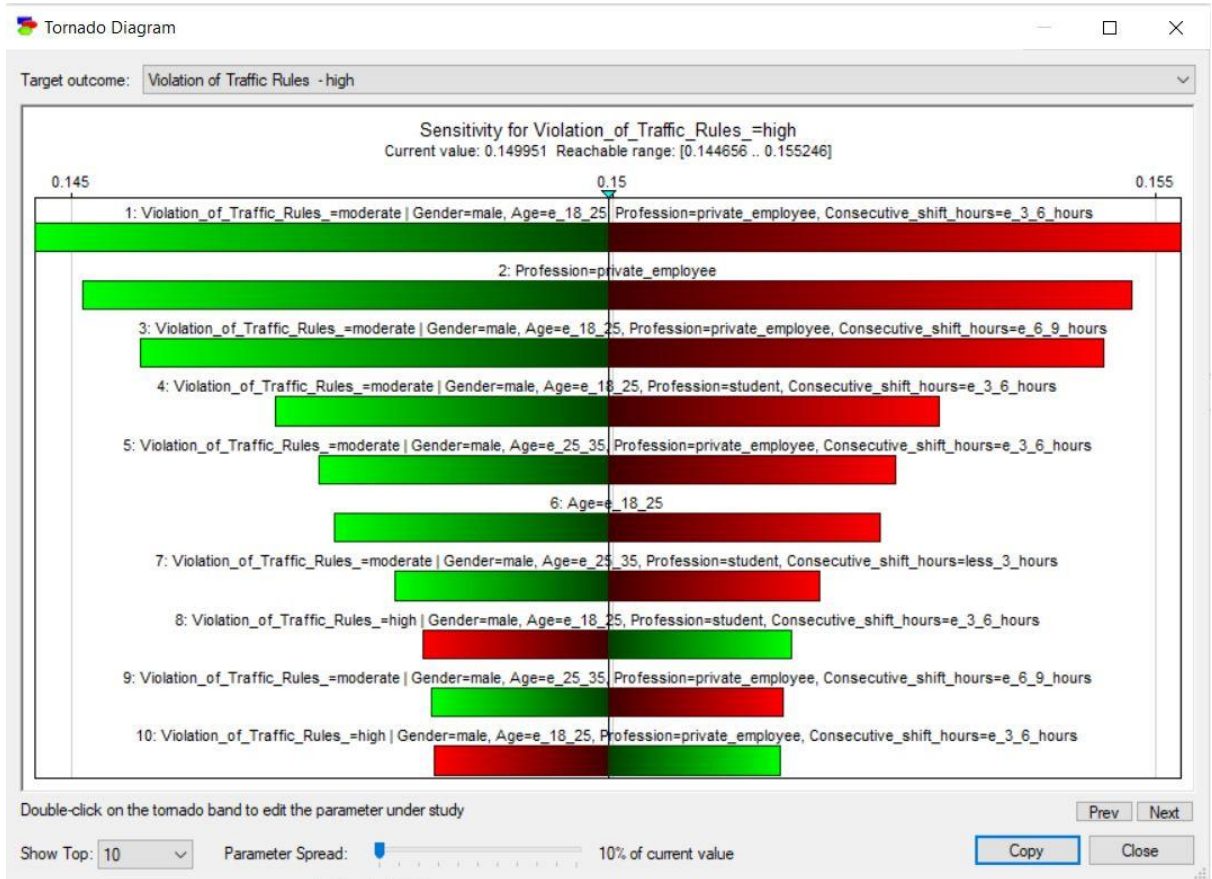 Tornado Diagram
Target outcome: Violation of Traffic Rules - high
Sensitivity for Violation_of_Traffic_Rules_=high
Current value: 0.149951 Reachable range: [0.144656 .. 0.155246]
0.145 0.15 0.155
1: Violation_of_Traffic_Rules_=moderate | Gender=male, Age=e_18_25, Profession=private_employee, Consecutive_shift_hours=e_3_6_hours
2: Profession=private_employee
3: Violation_of_Traffic_Rules_=moderate | Gender=male, Age=e_18_25, Profession=private_employee, Consecutive_shift_hours=e_6_9_hours
4: Violation_of_Traffic_Rules_=moderate | Gender=male, Age=e_18_25, Profession=student, Consecutive_shift_hours=e_3_6_hours
5: Violation_of_Traffic_Rules_=moderate | Gender=male, Age=e_25_35, Profession=private_employee, Consecutive_shift_hours=e_3_6_hours
6: Age=e_18_25
7: Violation_of_Traffic_Rules_=moderate | Gender=male, Age=e_25_35, Profession=student, Consecutive_shift_hours=less_3_hours
8: Violation_of_Traffic_Rules_=high | Gender=male, Age=e_18_25, Profession=student, Consecutive_shift_hours=e_3_6_hours
9: Violation_of_Traffic_Rules_=moderate | Gender=male, Age=e_25_35, Profession=private_employee, Consecutive_shift_hours=e_6_9_hours
10: Violation_of_Traffic_Rules_=high | Gender=male, Age=e_18_25, Profession=private_employee, Consecutive_shift_hours=e_3_6_hours
Double-click on the tornado band to edit the parameter under study
Prev Next
Show Top: 10 Parameter Spread: 10% of current value Copy Close